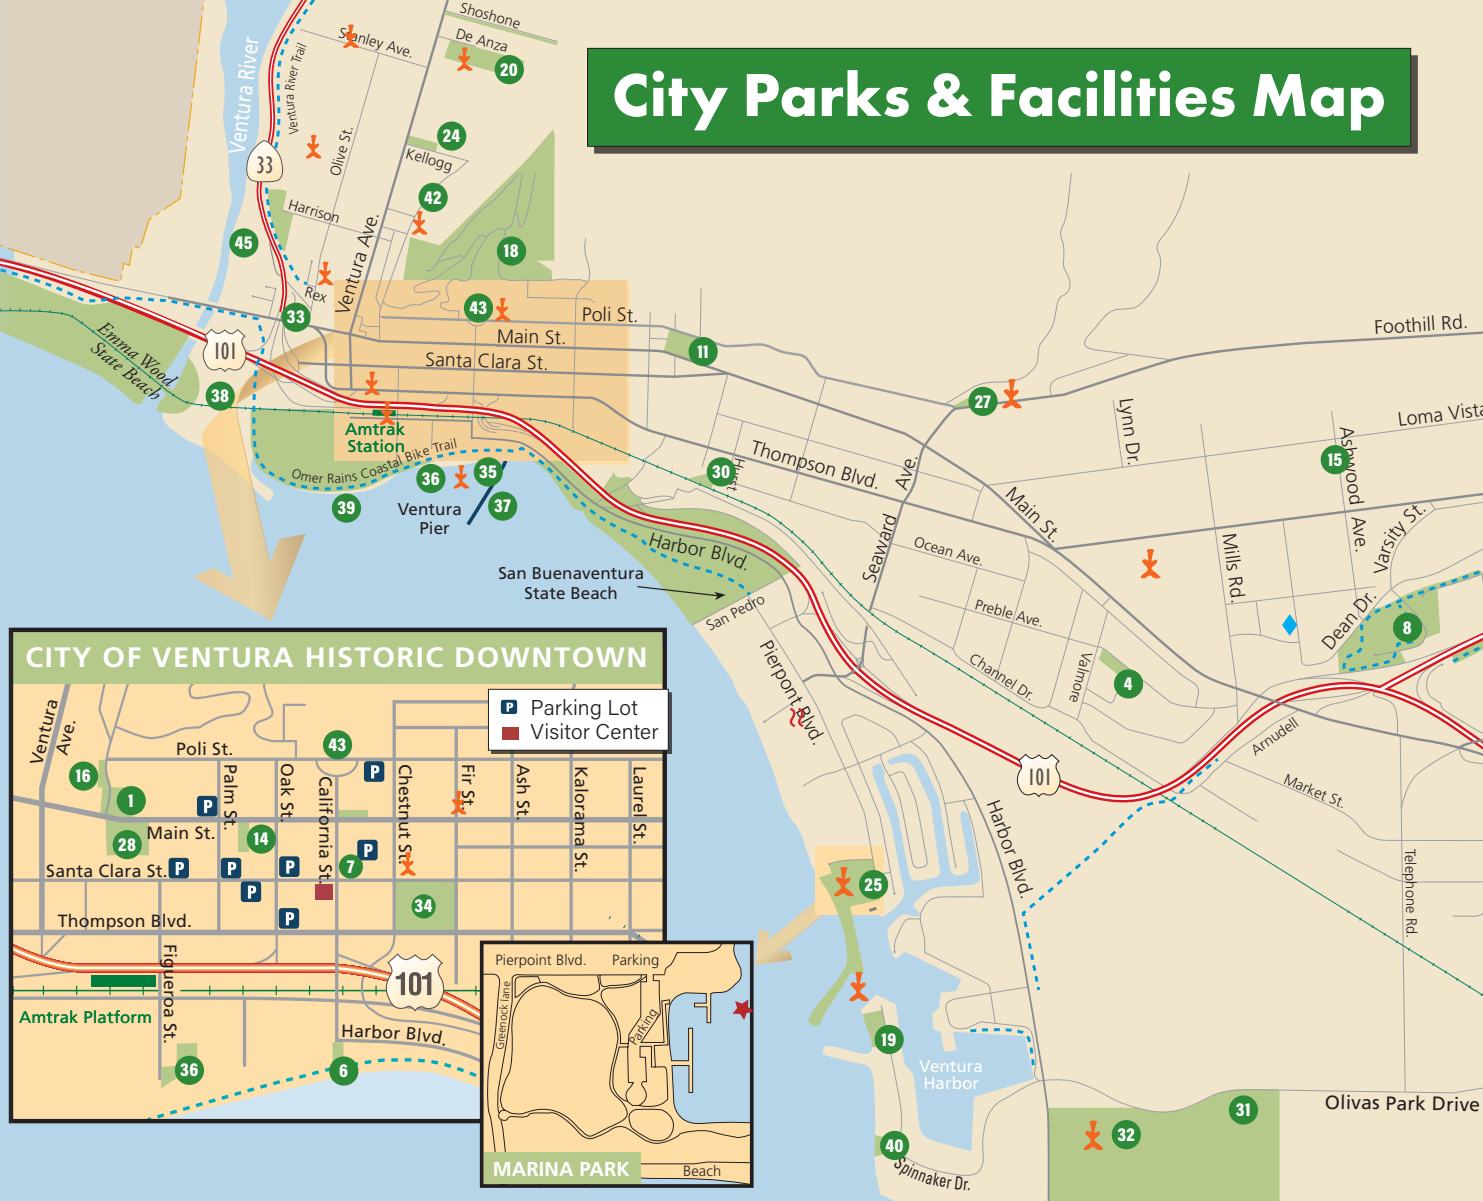 City Parks & Facilities Map
Shoshone
De Anza
20
Stanley Ave.
Ventura River
Ventura River Trail
Olive St.
24
Kellogg
33
42
Harrison
Ventura Ave.
45
18
Rex
33
43
Poli St.
Main St.
Santa Clara St.
11
Foothill Rd.
Emma Wood
State Beach
101
38
27
Lynn Dr.
Loma Vista
Ashwood Ave.
15
Amtrak
Station
Omer Rains Coastal Bike Trail
36
35
37
39
Ventura
Pier
30
Hurst
Thompson Blvd.
Seaward Ave.
Main St.
Mills Rd.
Varsity St.
Harbor Blvd.
Ocean Ave.
San Buenaventura
State Beach
San Pedro
Preble Ave.
Dean Dr.
8
Pierpont Blvd.
Channel Dr.
Valmore
4
Arnudell
101
Market St.
Harbor Blvd.
Telephone Rd.
25
19
Ventura
Harbor
31
32
Olivas Park Drive
40
Spinnaker Dr.
CITY OF VENTURA HISTORIC DOWNTOWN
P Parking Lot
Visitor Center
Ventura
Ave.
Poli St.
43
P
16
1
P
Palm St.
Oak St.
California St.
Chestnut St.
Fir St.
Ash St.
Kalorama St.
Laurel St.
28
Main St.
14
P
7
Santa Clara St.
P
P
P
P
34
P
Thompson Blvd.
Figueroa St.
101
Amtrak Platform
Harbor Blvd.
36
6
Pierpoint Blvd.
Parking
Greenock lane
Parking
MARINA PARK
Beach